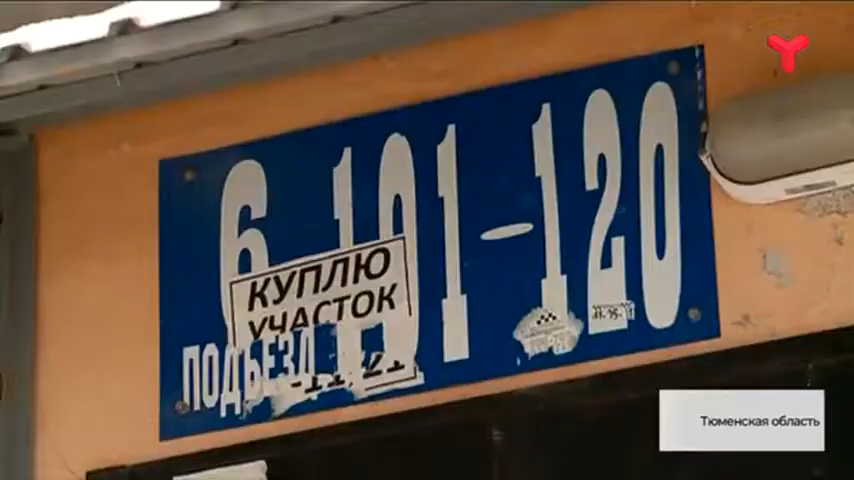 6 101-120
КУПЛЮ
УЧАСТОК
ПОДЪЕЗД
Тюменская область